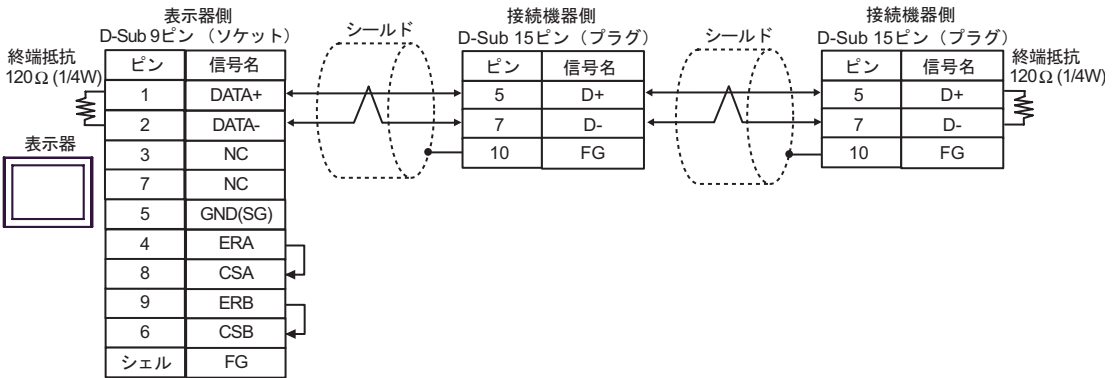 表示器側
D-Sub 9ピン（ソケット）
シールド
接続機器側
D-Sub 15ピン（プラグ）
シールド
接続機器側
D-Sub 15ピン（プラグ）
終端抵抗
120Ω (1/4W)
表示器
ピン 信号名
1 DATA+
2 DATA-
3 NC
7 NC
5 GND(SG)
4 ERA
8 CSA
9 ERB
6 CSB
シェル FG
ピン 信号名
5 D+
7 D-
10 FG
ピン 信号名
5 D+
7 D-
10 FG
終端抵抗
120Ω (1/4W)